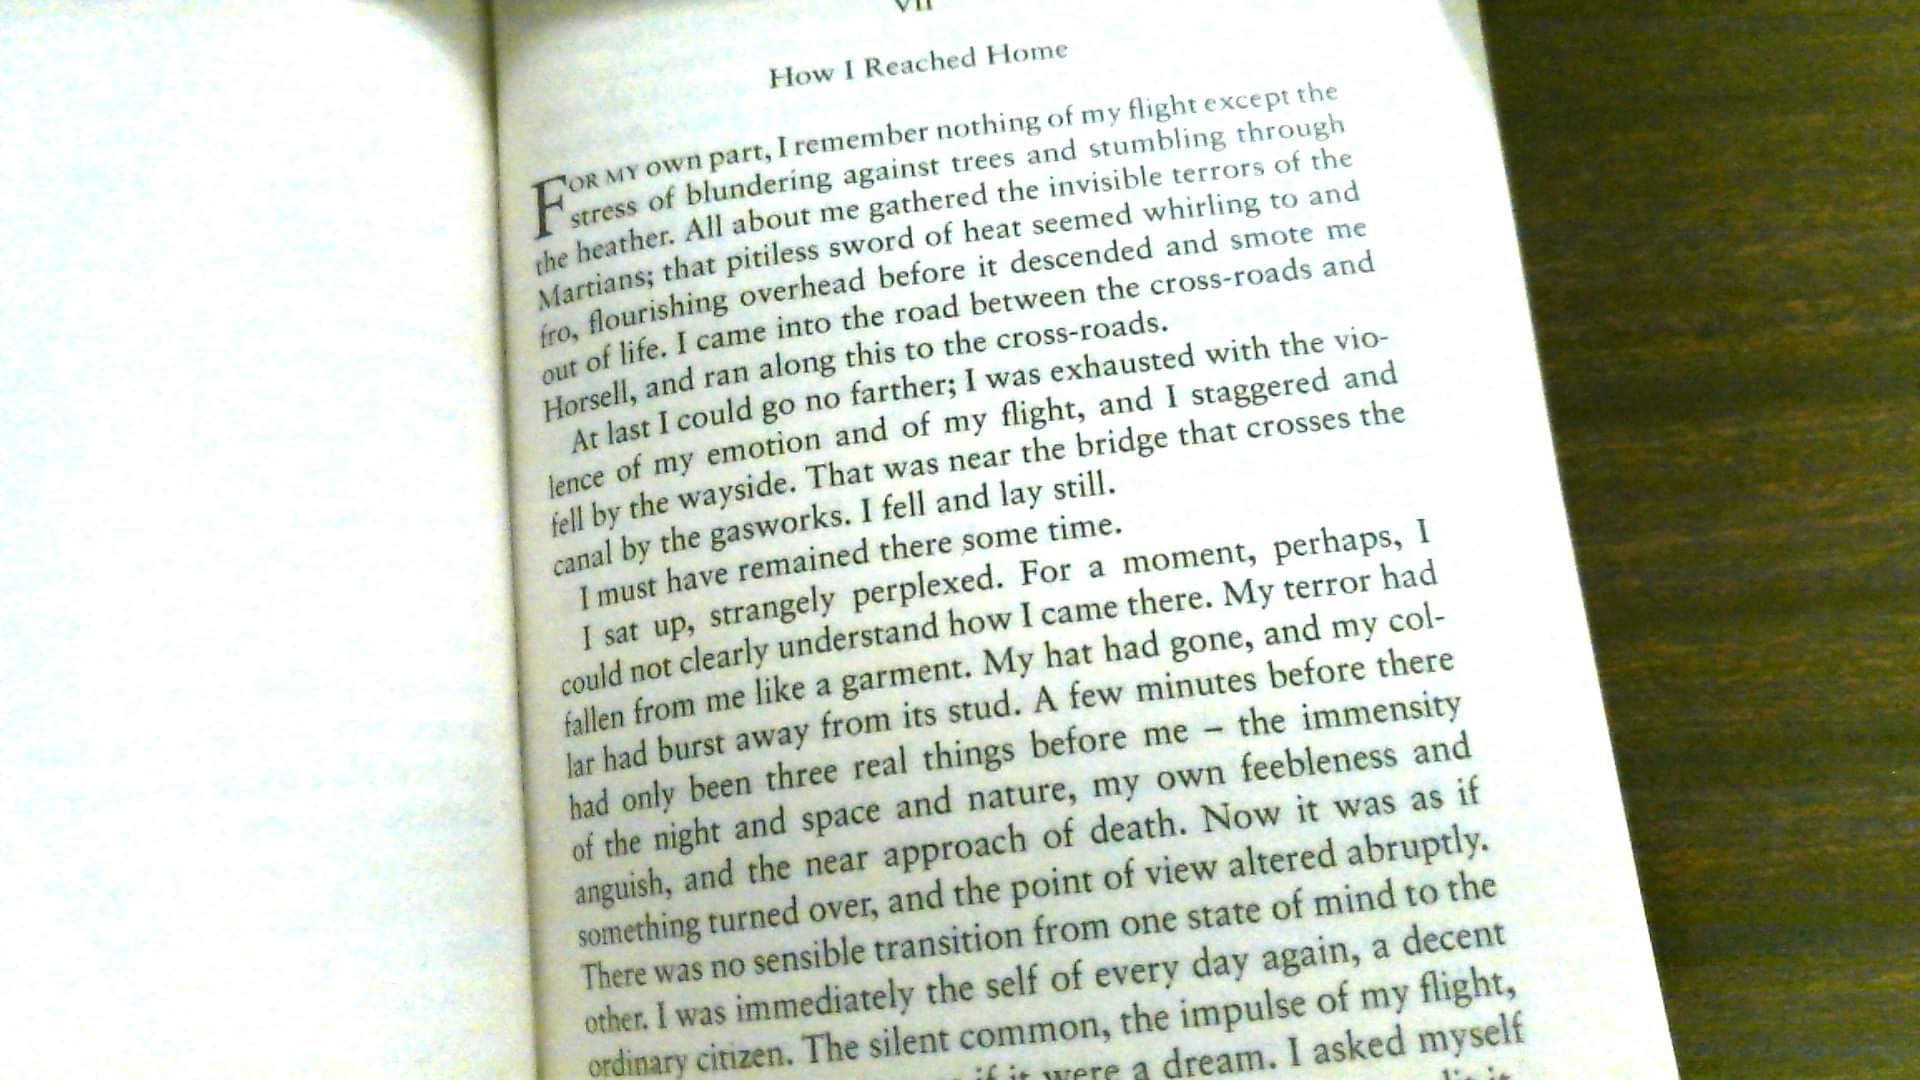 VII
How I Reached Home
FOR MY own part, I remember nothing of my flight except the
stress of blundering against trees and stumbling through
the heather. All about me gathered the invisible terrors of the
Martians; that pitiless sword of heat seemed whirling to and
fro, flourishing overhead before it descended and smote me
out of life. I came into the road between the cross-roads and
Horsell, and ran along this to the cross-roads.
At last I could go no farther; I was exhausted with the vio-
lence of my emotion and of my flight, and I staggered and
fell by the wayside. That was near the bridge that crosses the
canal by the gasworks. I fell and lay still.
I must have remained there some time.
I sat up, strangely perplexed. For a moment, perhaps, I
could not clearly understand how I came there. My terror had
fallen from me like a garment. My hat had gone, and my col-
lar had burst away from its stud. A few minutes before there
had only been three real things before me – the immensity
of the night and space and nature, my own feebleness and
anguish, and the near approach of death. Now it was as if
something turned over, and the point of view altered abruptly.
There was no sensible transition from one state of mind to the
other. I was immediately the self of every day again, a decent
ordinary citizen. The silent common, the impulse of my flight,
if it were a dream. I asked myself